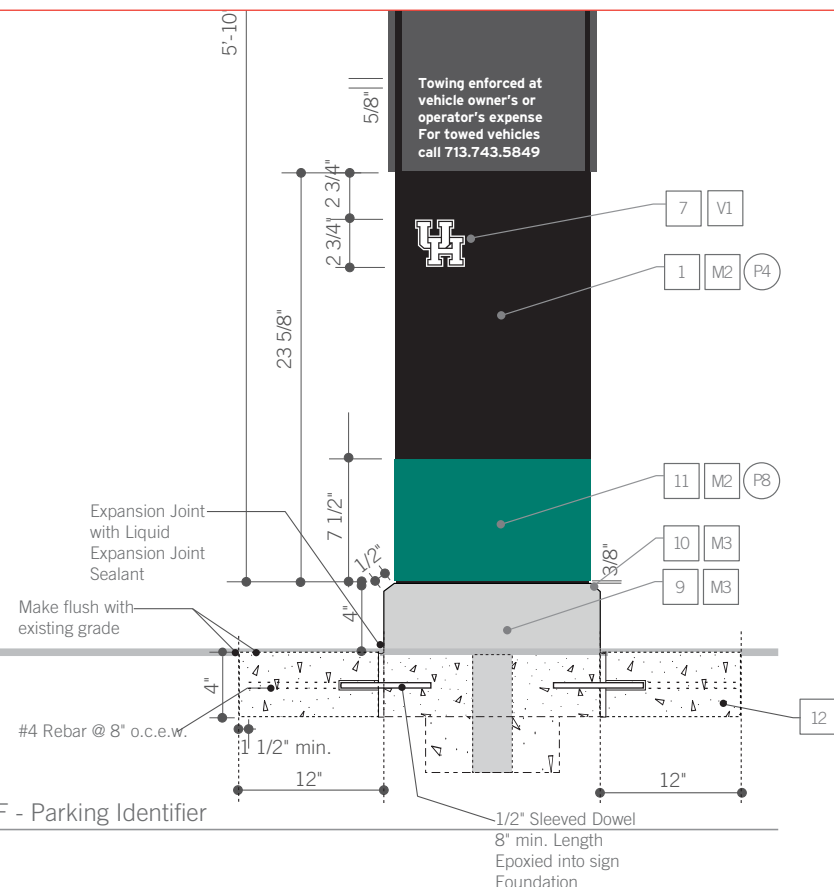 5'-10
5/8"
Towing enforced at
vehicle owner's or
operator's expense
For towed vehicles
call 713.743.5849
2 3/4"
2 3/4"
UH
7 V1
1 M2 P4
23 5/8"
7 1/2"
11 M2 P8
Expansion Joint
with Liquid
Expansion Joint
Sealant
1/2"
3/8"
10 M3
9 M3
4"
Make flush with
existing grade
4"
#4 Rebar @ 8" o.c.e.w.
1 1/2" min.
12
12"
12"
F - Parking Identifier
1/2" Sleeved Dowel
8" min. Length
Epoxied into sign
Foundation